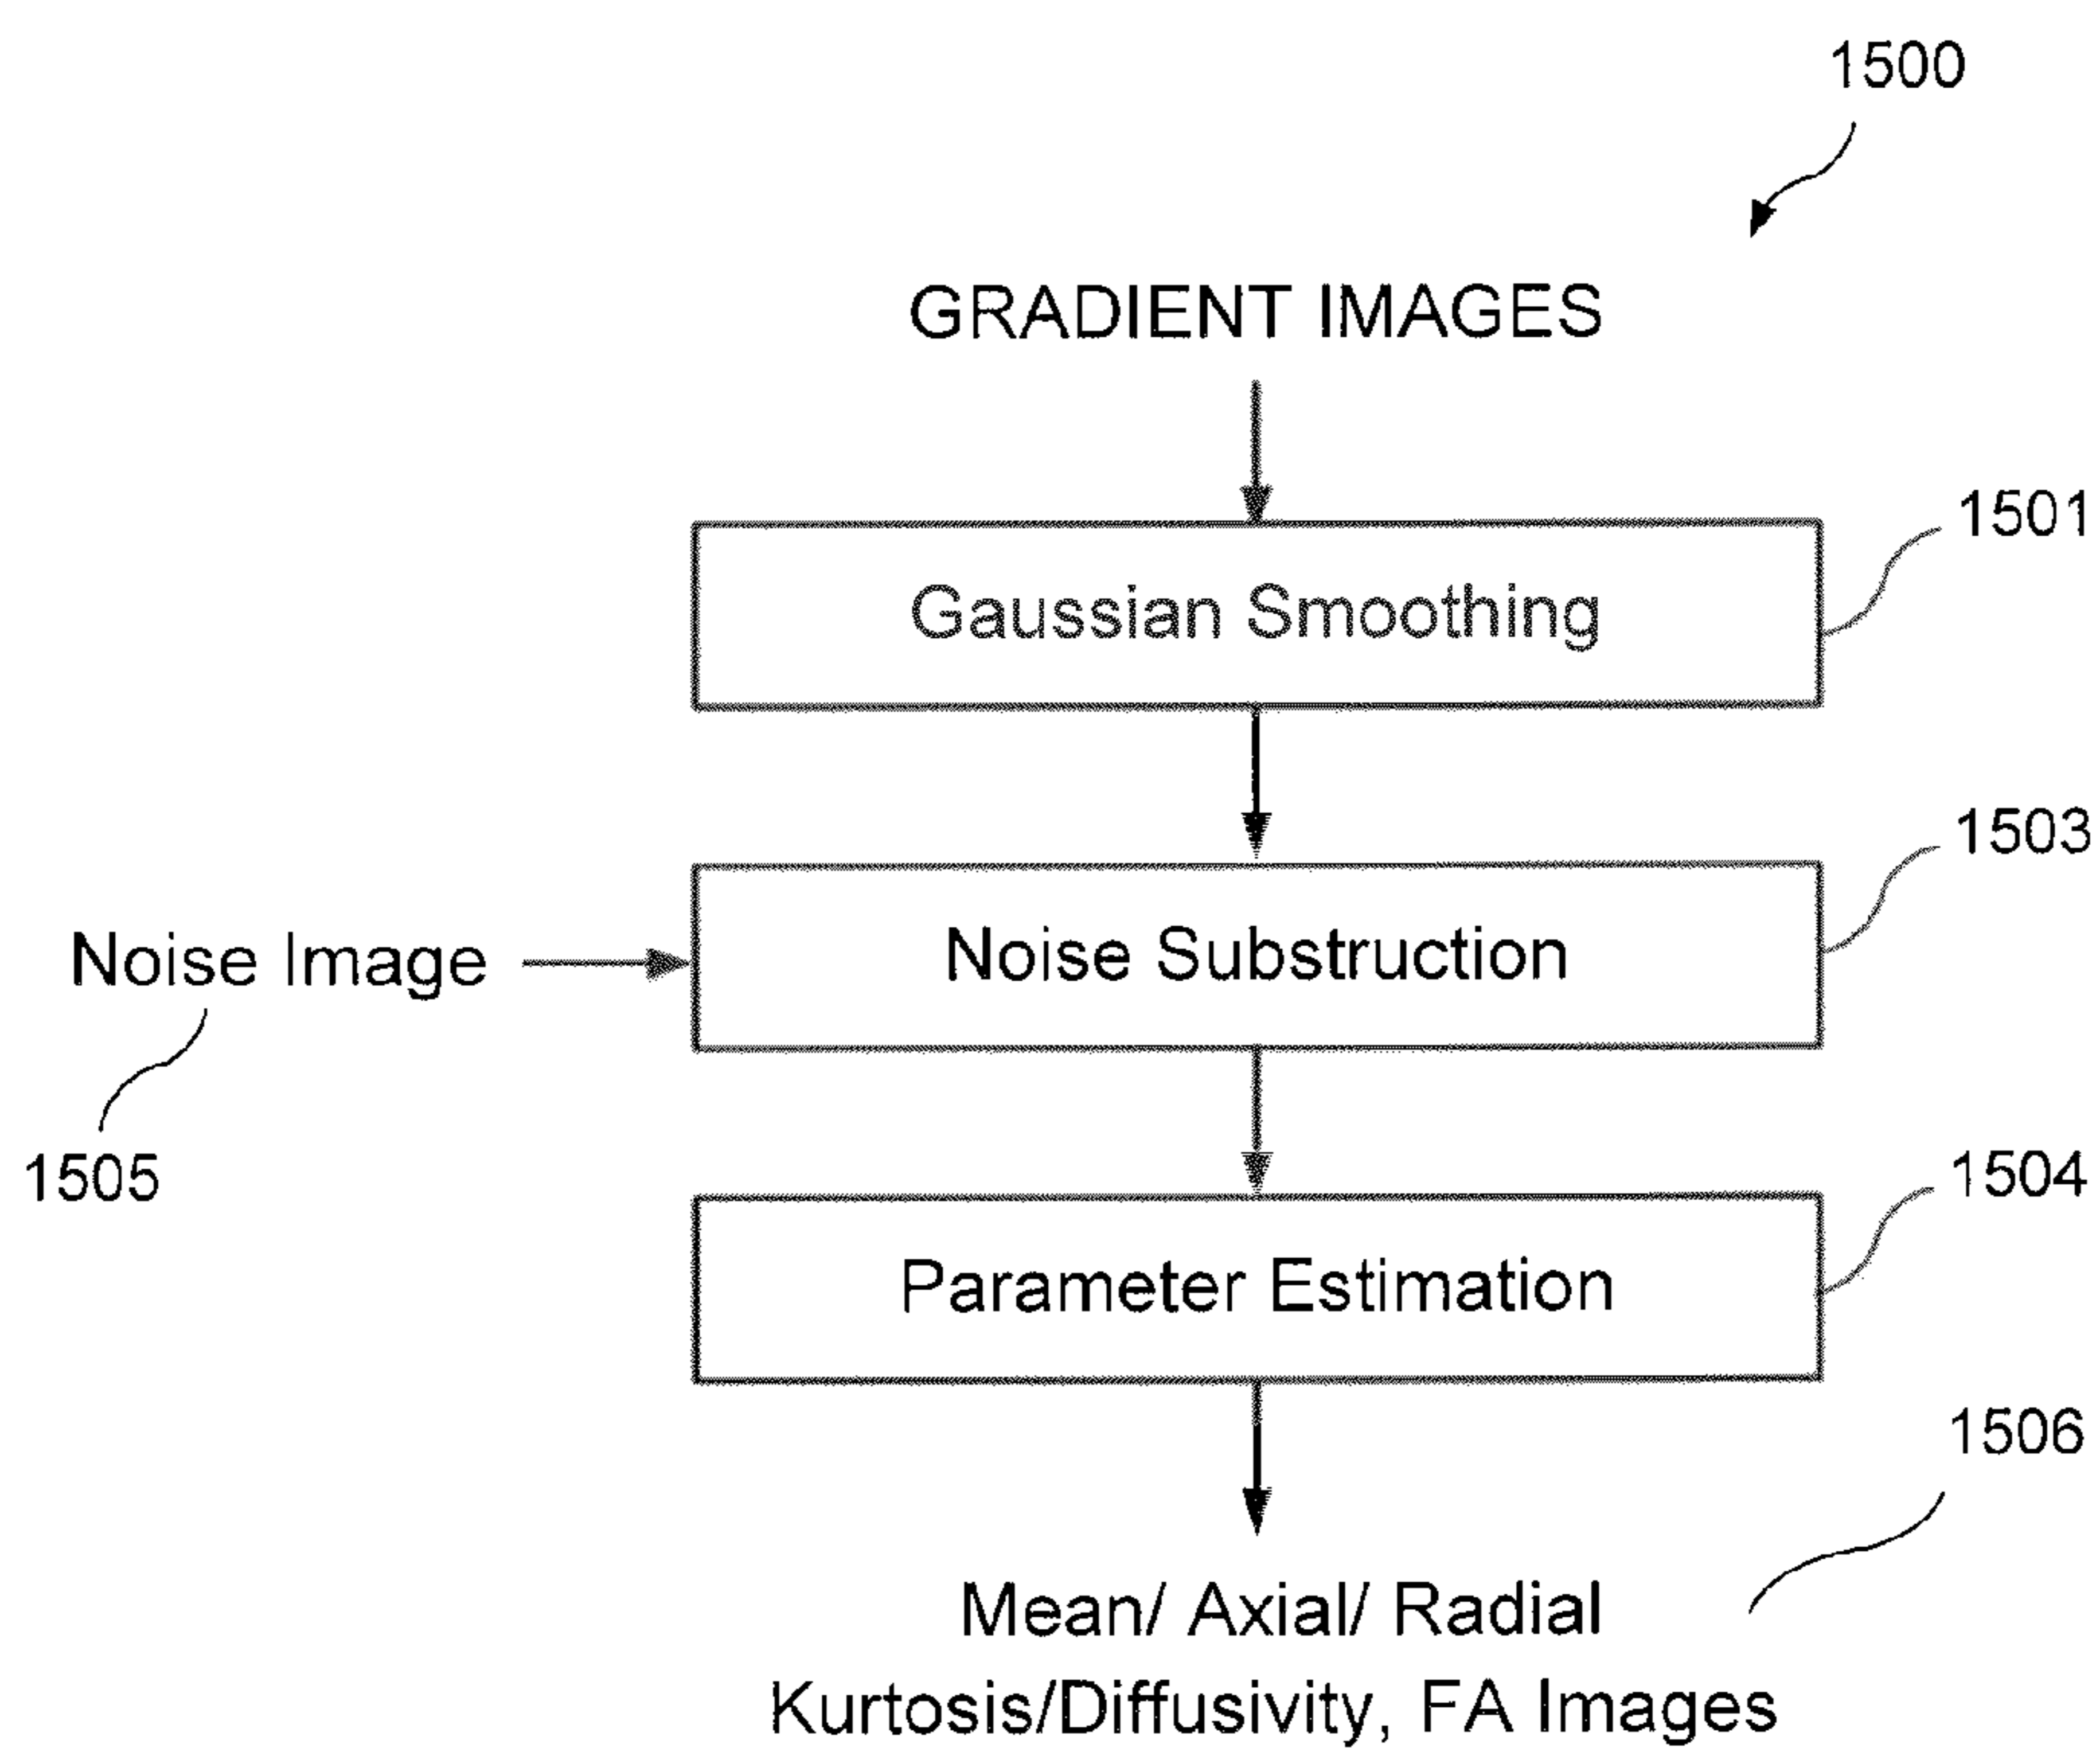 1500
GRADIENT IMAGES
1501
Gaussian Smoothing
1503
Noise Image
Noise Substruction
1505
1504
Parameter Estimation
1506
Mean/ Axial/ Radial
Kurtosis/Diffusivity, FA Images